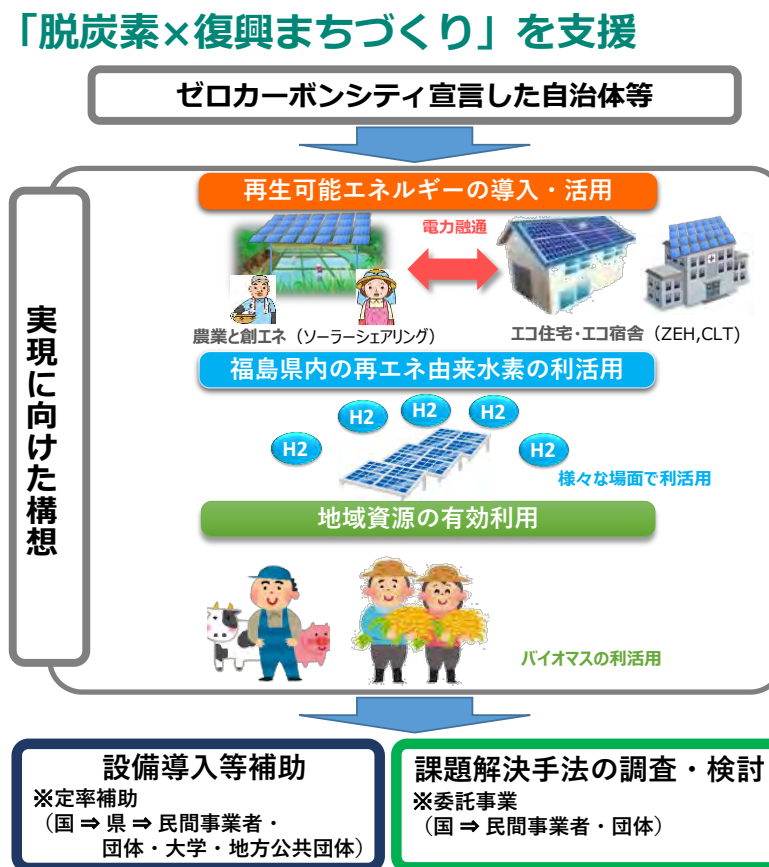 「脱炭素×復興まちづくり」を支援
ゼロカーボンシティ宣言した自治体等
実現に向けた構想
再生可能エネルギーの導入・活用
電力融通
農業と創エネ（ソーラーシェアリング）
エコ住宅・エコ宿舎（ZEH,CLT）
福島県内の再エネ由来水素の利活用
H2
H2
H2
H2
H2
様々な場面で利活用
地域資源の有効利用
バイオマスの利活用
設備導入等補助
※定率補助
（国 ⇒ 県 ⇒ 民間事業者・
団体・大学・地方公共団体）
課題解決手法の調査・検討
※委託事業
（国 ⇒ 民間事業者・団体）